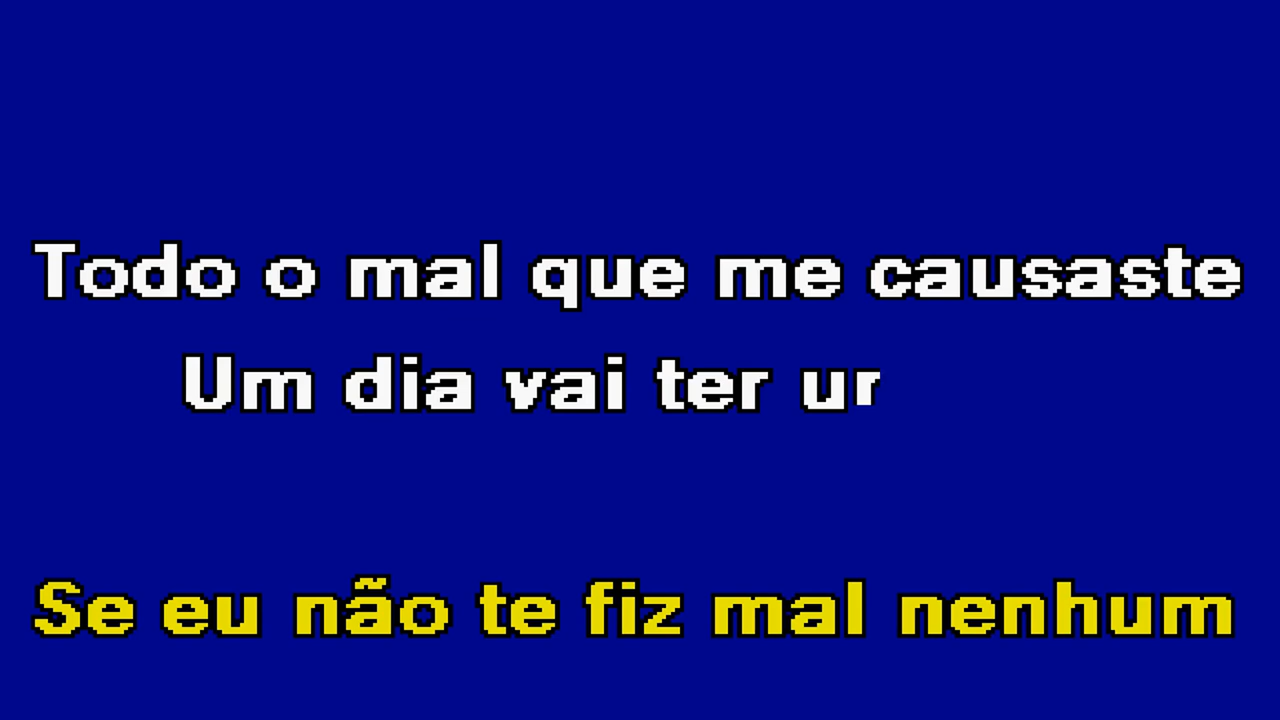 Todo o mal que me causaste
Um dia vai ter
Se eu não te fiz mal nenhum